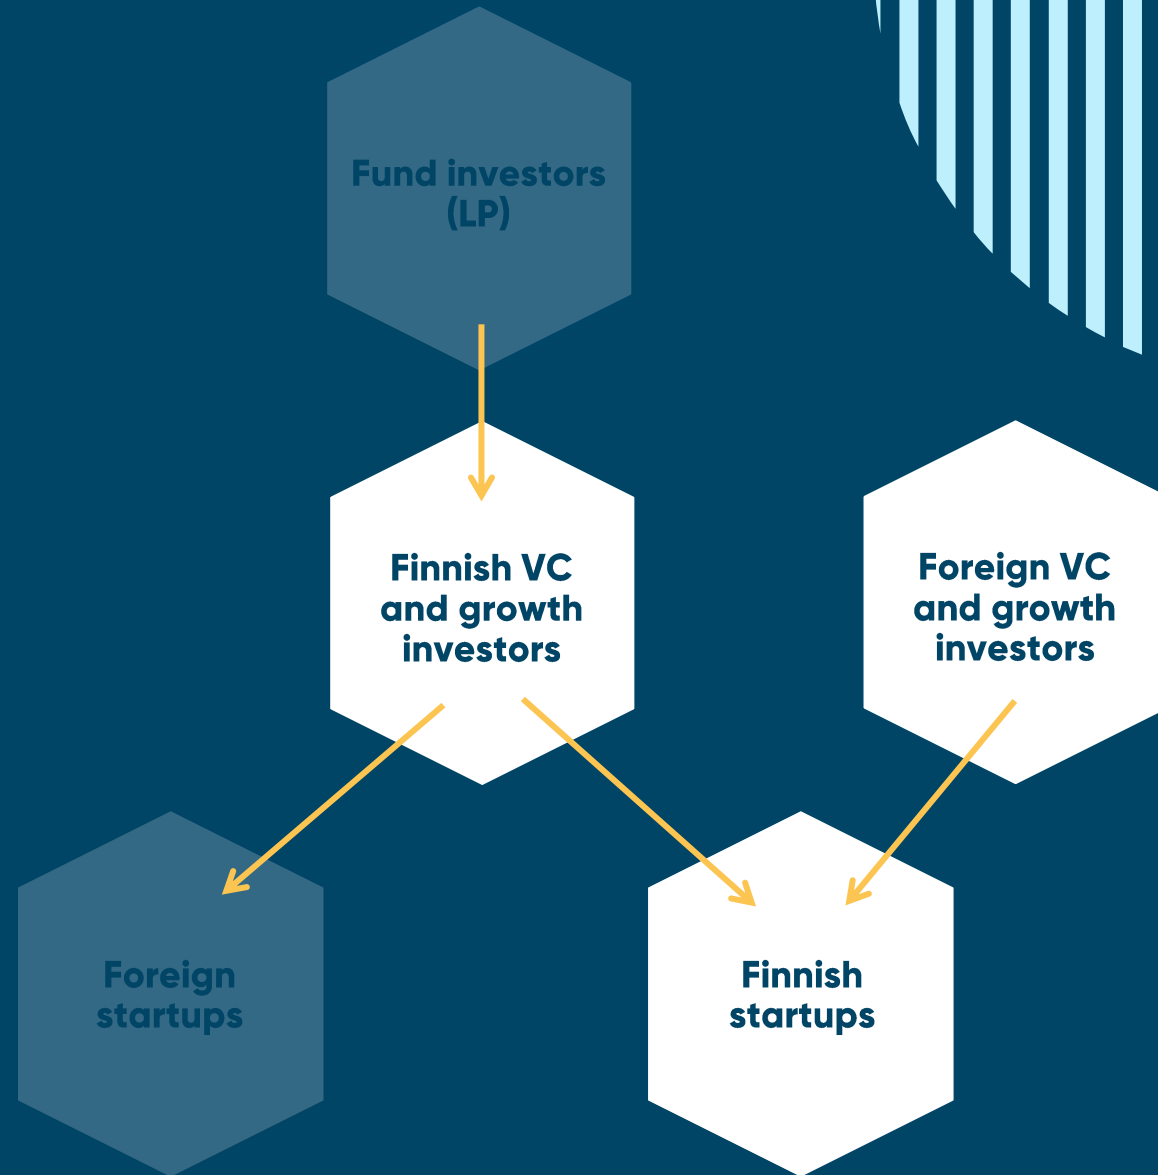 Fund investors
(LP)
Finnish VC
and growth
investors
Foreign VC
and growth
investors
Foreign
startups
Finnish
startups